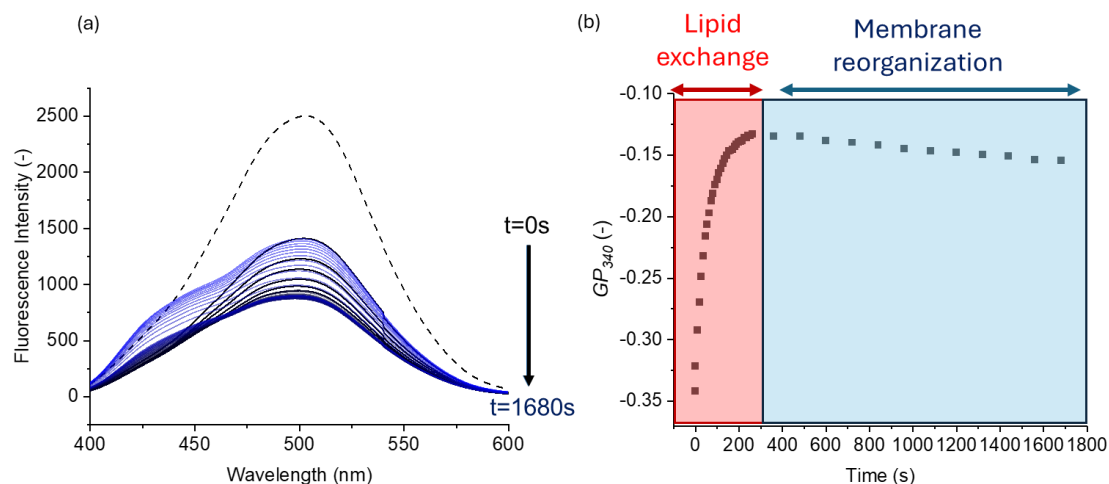 (a)
Fluorescence Intensity (-)
2500
2000
1500
1000
500
0
400
450
500
550
600
Wavelength (nm)
t=0s
t=1680s
(b)
Lipid
exchange
Membrane
reorganization
GP340 (-)
-0.10
-0.15
-0.20
-0.25
-0.30
-0.35
0
200
400
600
800
1000
1200
1400
1600
1800
Time (s)